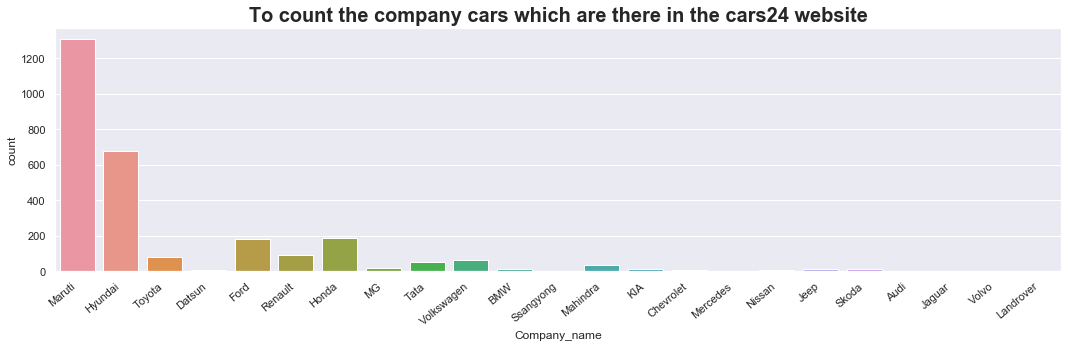 To count the company cars which are there in the cars24 website
1200
1000
800
600
400
200
0
count
Maruti
Hyundai
Toyota
Datsun
Ford
Renault
Honda
MG
Tata
Volkswagen
BMW
Ssangyong
Mahindra
KIA
Chevrolet
Mercedes
Nissan
Jeep
Skoda
Audi
Jaguar
Volvo
Landrover
Company_name